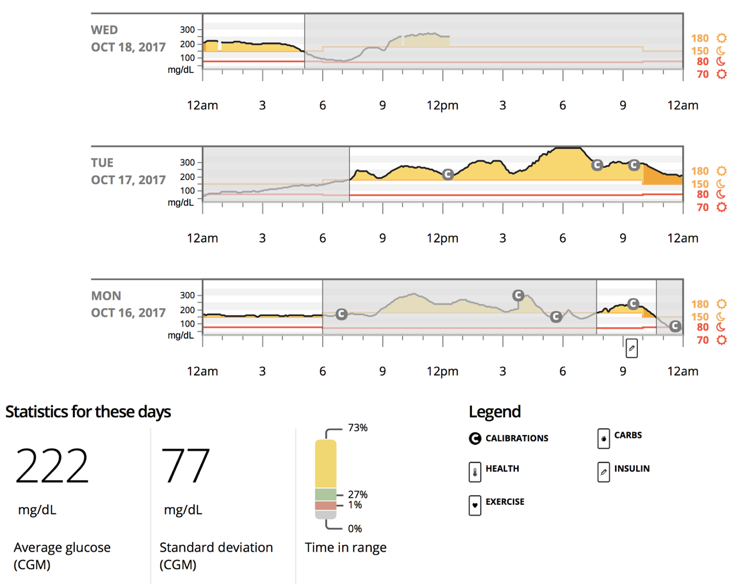 WED
OCT 18, 2017
300
200
100
mg/dL
180
150
80
70
12am 3 6 9 12pm 3 6 9 12am
TUE
OCT 17, 2017
300
200
100
mg/dL
C C C
180
150
80
70
12am 3 6 9 12pm 3 6 9 12am
MON
OCT 16, 2017
300
200
100
mg/dL
C C C C C
180
150
80
70
12am 3 6 9 12pm 3 6 9 12am
Statistics for these days
222
mg/dL
Average glucose
(CGM)
77
mg/dL
Standard deviation
(CGM)
73%
27%
1%
0%
Time in range
Legend
C CALIBRATIONS
CARBS
HEALTH
INSULIN
EXERCISE